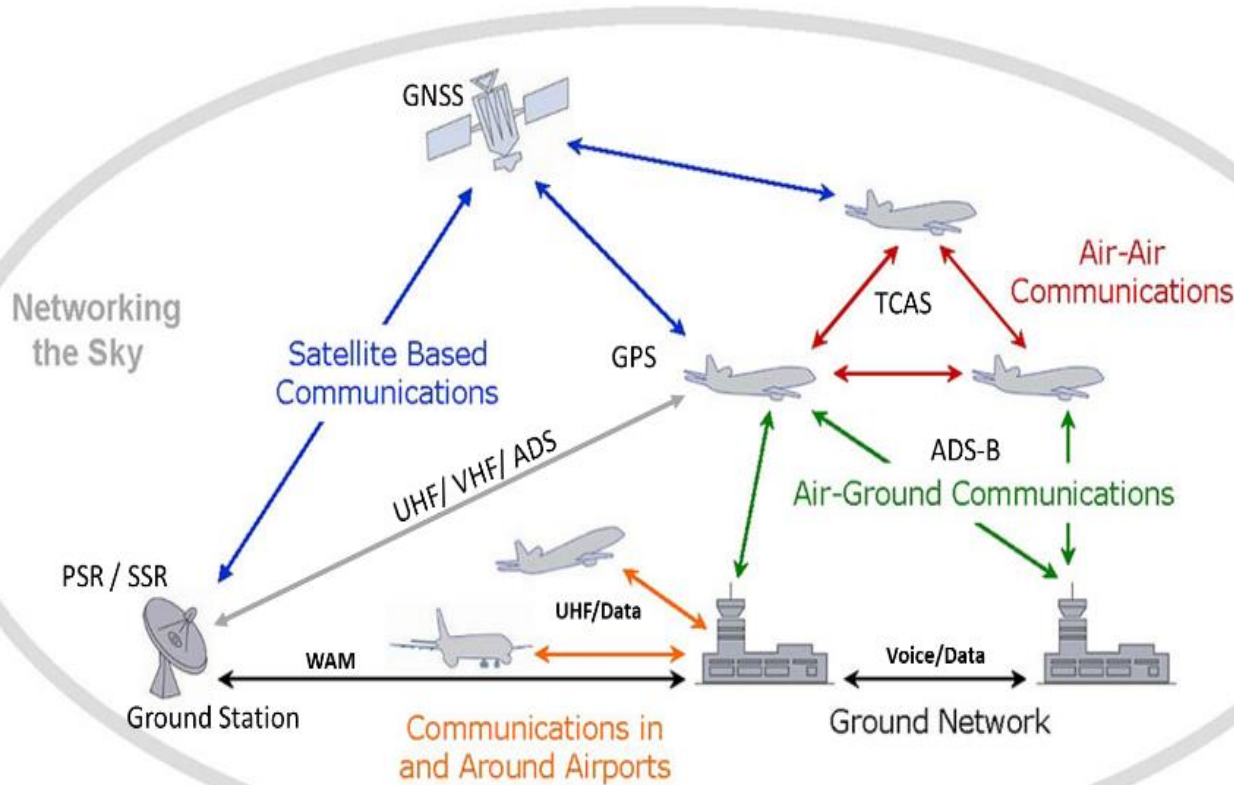 GNSS
Air-Air
Communications
TCAS
Networking
the Sky
Satellite Based
Communications
GPS
UHF/ VHF/ ADS
ADS-B
Air-Ground Communications
PSR / SSR
UHF/Data
WAM
Voice/Data
Ground Station
Communications in
and Around Airports
Ground Network